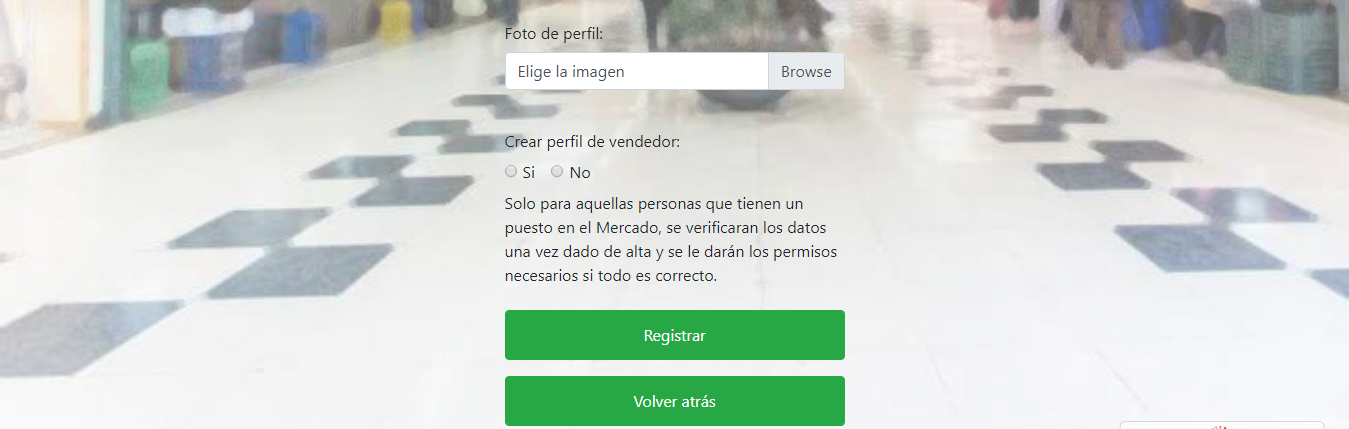 Foto de perfil:
Elige la imagen Browse
Crear perfil de vendedor:
Si No
Solo para aquellas personas que tienen un
puesto en el Mercado, se verificaran los datos
una vez dado de alta y se le darán los permisos
necesarios si todo es correcto.
Registrar
Volver atrás